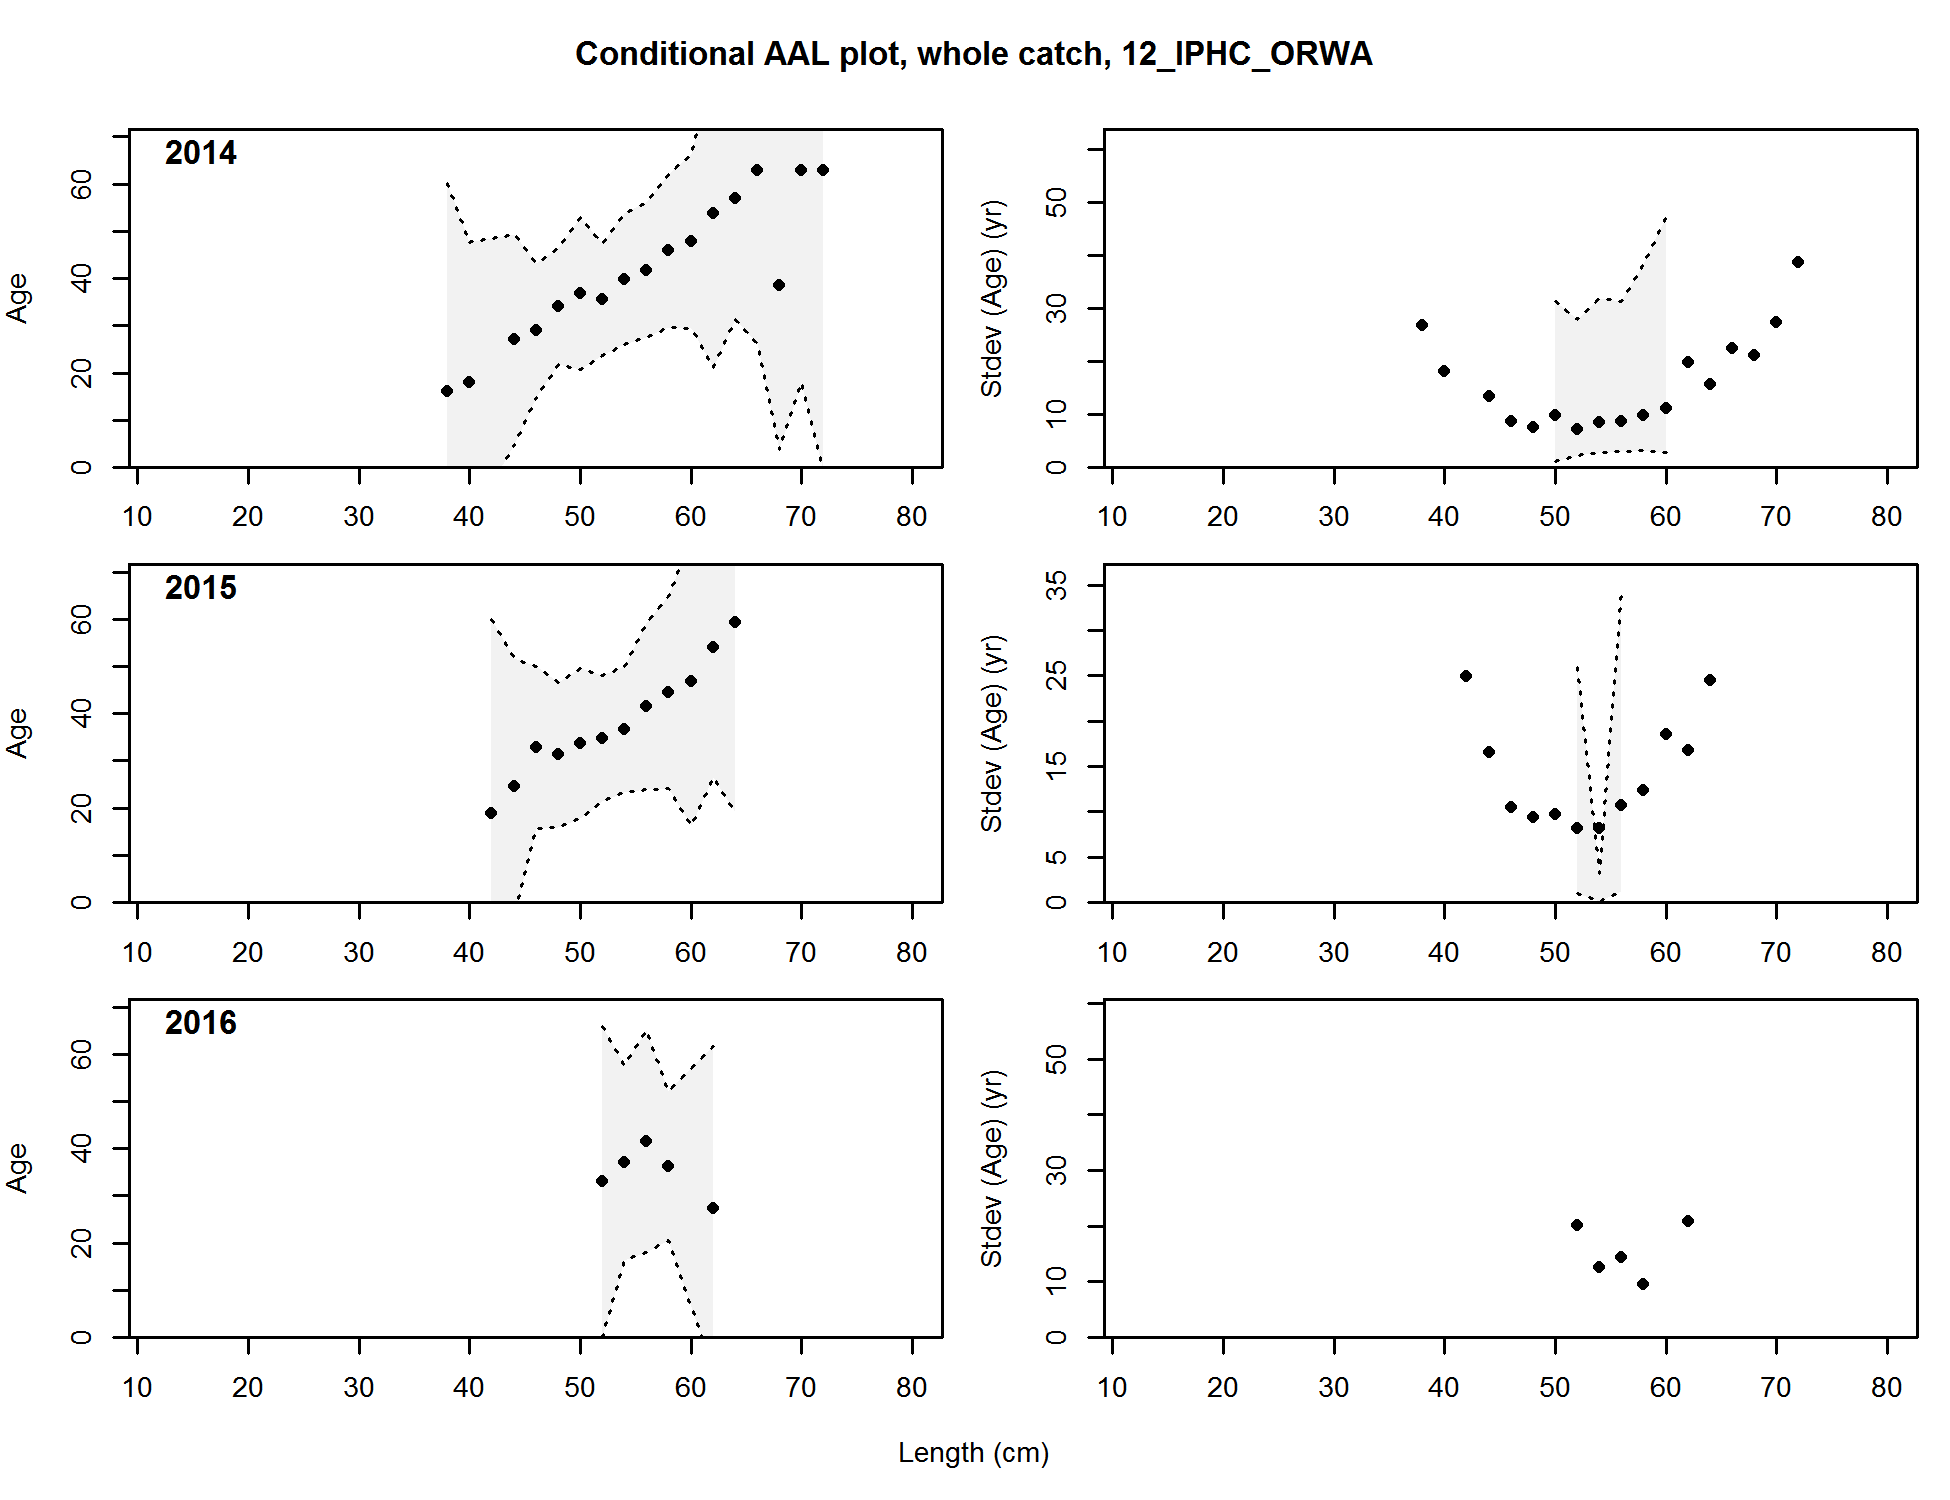 Conditional AAL plot, whole catch, 12_IPHC_ORWA
2014
Age
0 20 40 60
10 20 30 40 50 60 70 80
Stdev (Age) (yr)
0 10 30 50
10 20 30 40 50 60 70 80
2015
Age
0 20 40 60
10 20 30 40 50 60 70 80
Stdev (Age) (yr)
0 5 15 25 35
10 20 30 40 50 60 70 80
2016
Age
0 20 40 60
10 20 30 40 50 60 70 80
Stdev (Age) (yr)
0 10 30 50
10 20 30 40 50 60 70 80
Length (cm)